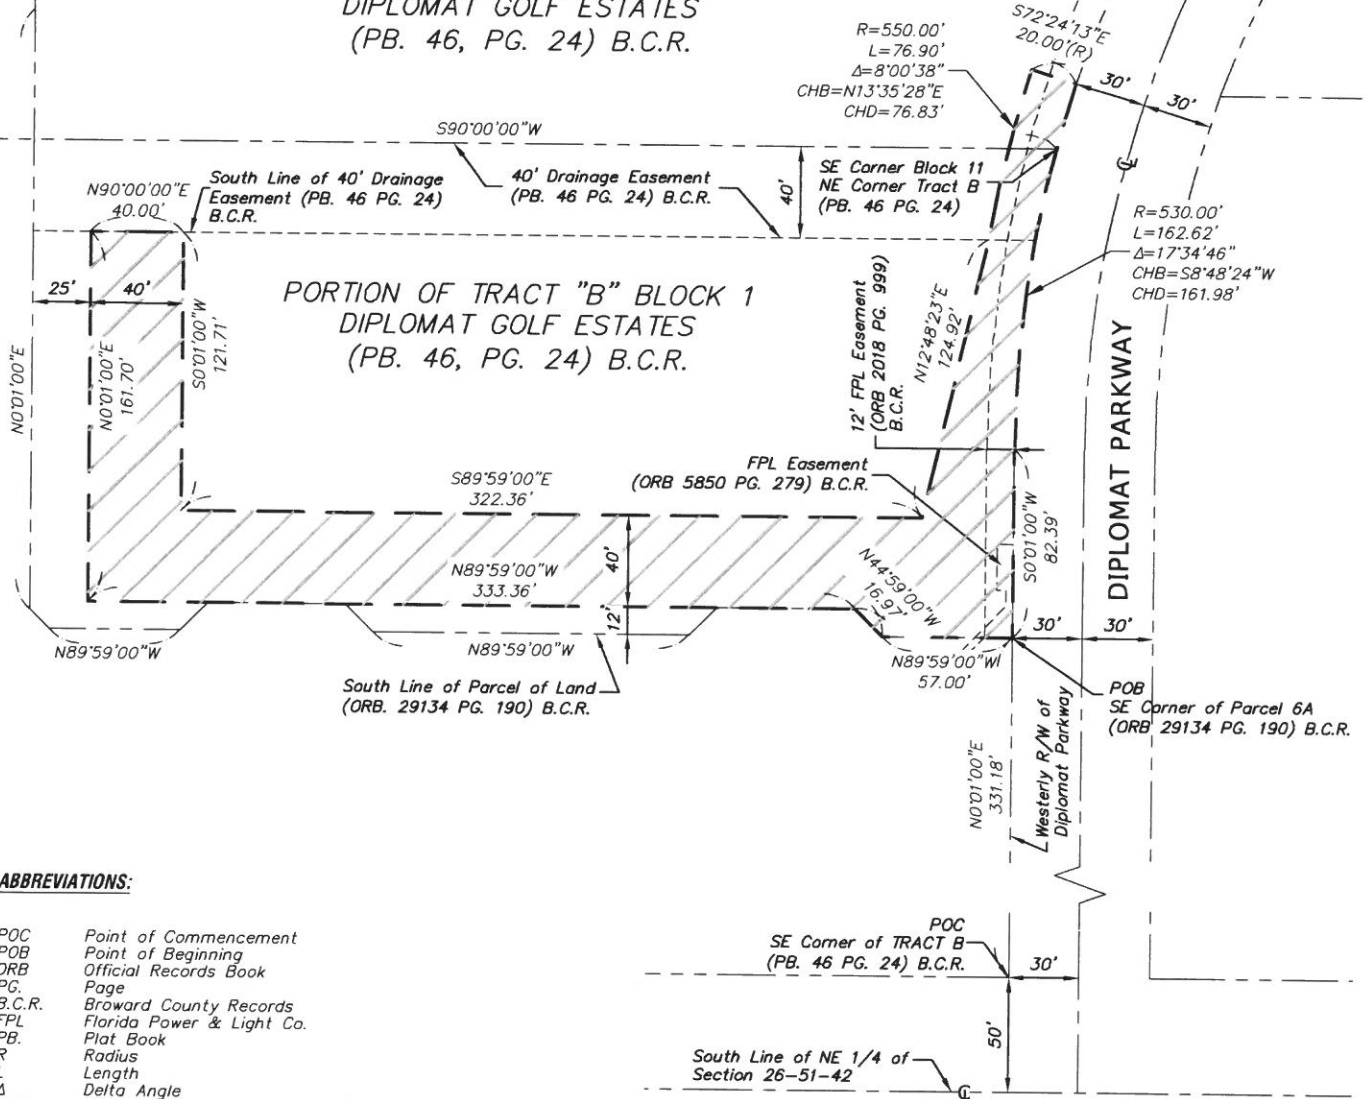 DIPLOMAT GOLF ESTATES
(PB. 46, PG. 24) B.C.R.
R=550.00'
L=76.90'
Δ=8°00'38"
CHB=N13°35'28"E
CHD=76.83'
S72°24'13"E
20.00'(R)
30'
30'
S90°00'00"W
N90°00'00"E
40.00'
South Line of 40' Drainage
Easement (PB. 46 PG. 24)
B.C.R.
40' Drainage Easement
(PB. 46 PG. 24) B.C.R.
40'
SE Corner Block 11
NE Corner Tract B
(PB. 46 PG. 24)
R=530.00'
L=162.62'
Δ=17°34'46"
CHB=S8°48'24"W
CHD=161.98'
25'
40'
PORTION OF TRACT "B" BLOCK 1
DIPLOMAT GOLF ESTATES
(PB. 46, PG. 24) B.C.R.
N0°01'00"E
N0°01'00"E
161.70'
S0°01'00"W
121.71'
12' FPL Easement
(ORB 2018 PG. 999)
B.C.R.
N12°48'23"E
124.92'
DIPLOMAT PARKWAY
FPL Easement
(ORB 5850 PG. 279) B.C.R.
S89°59'00"E
322.36'
S0°01'00"W
82.39'
N89°59'00"W
333.36'
40'
12'
N44°59'00"W
16.97'
30'
30'
N89°59'00"W
N89°59'00"W
N89°59'00"W
57.00'
South Line of Parcel of Land
(ORB. 29134 PG. 190) B.C.R.
POB
SE Corner of Parcel 6A
(ORB 29134 PG. 190) B.C.R.
N0°01'00"E
331.18'
Westerly R/W of
Diplomat Parkway
ABBREVIATIONS:
POC Point of Commencement
POB Point of Beginning
ORB Official Records Book
PG. Page
B.C.R. Broward County Records
FPL Florida Power & Light Co.
PB. Plat Book
R Radius
L Length
Δ Delta Angle
POC
SE Corner of TRACT B
(PB. 46 PG. 24) B.C.R.
30'
50'
South Line of NE 1/4 of
Section 26-51-42